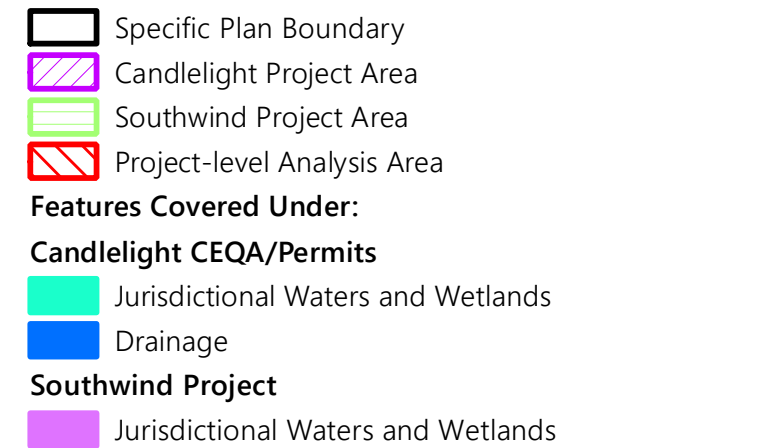 Specific Plan Boundary
Candlelight Project Area
Southwind Project Area
Project-level Analysis Area
Features Covered Under:
Candlelight CEQA/Permits
Jurisdictional Waters and Wetlands
Drainage
Southwind Project
Jurisdictional Waters and Wetlands